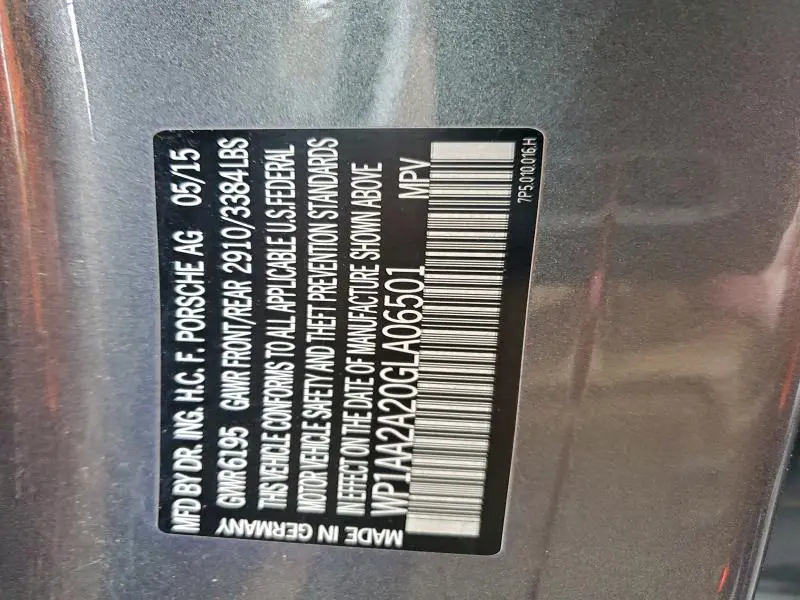 MFD BY DR. ING. H.C. F. PORSCHE AG 05/15
GWR 6195 GAWR FRONT/REAR 2910/3384 LBS
THIS VEHICLE CONFORMS TO ALL APPLICABLE U.S. FEDERAL
MOTOR VEHICLE SAFETY AND THEFT PREVENTION STANDARDS
IN EFFECT ON THE DATE OF MANUFACTURE SHOWN ABOVE
WP1AA2A20GLA06501 MPV
MADE IN GERMANY
7P5.010.016.H